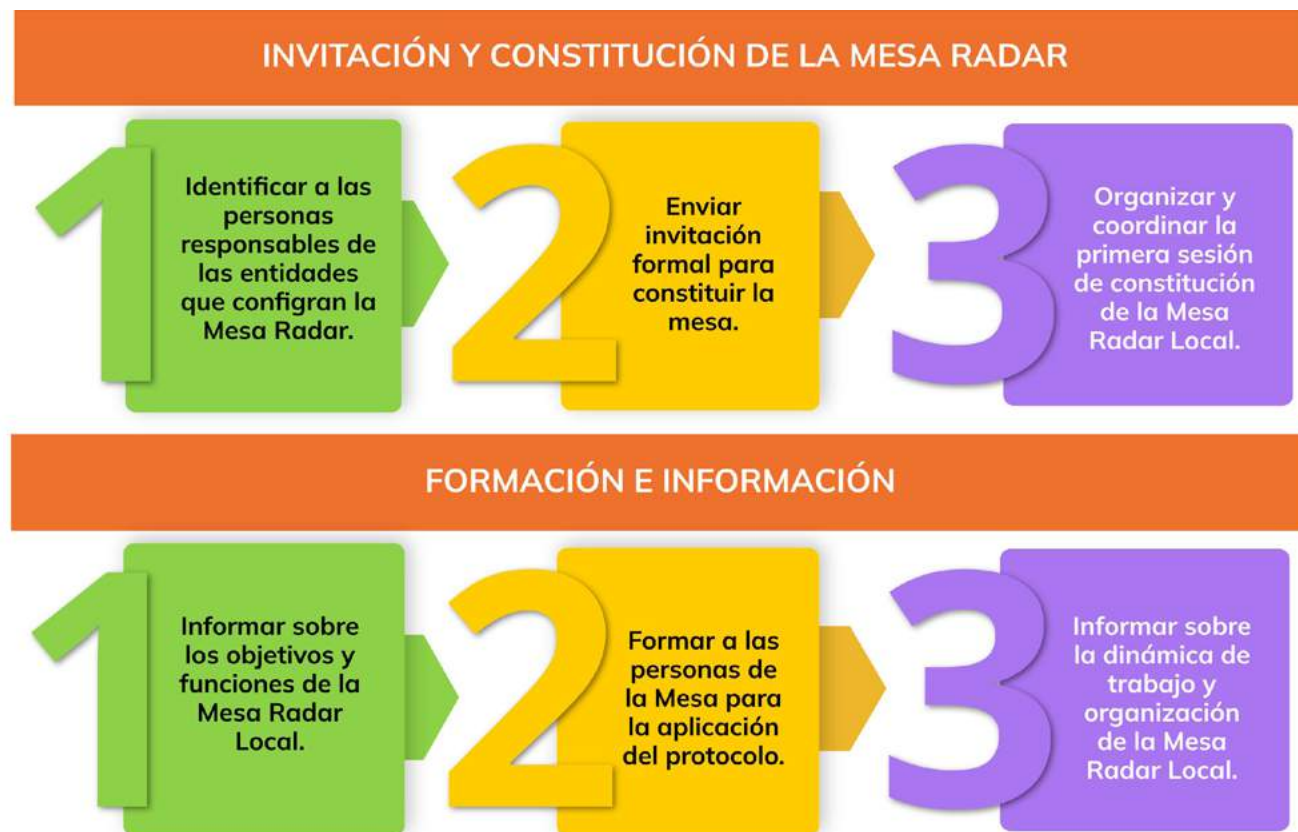 INVITACIÓN Y CONSTITUCIÓN DE LA MESA RADAR
1
Identificar a las
personas
responsables de
las entidades
que configran la
Mesa Radar.
2
Enviar
invitación
formal para
constituir la
mesa.
3
Organizar y
coordinar la
primera sesión
de constitución
de la Mesa
Radar Local.
FORMACIÓN E INFORMACIÓN
1
Informar sobre
los objetivos y
funciones de la
Mesa Radar
Local.
2
Formar a las
personas de
la Mesa para
la aplicación
del protocolo.
3
Informar sobre
la dinámica de
trabajo y
organización
de la Mesa
Radar Local.